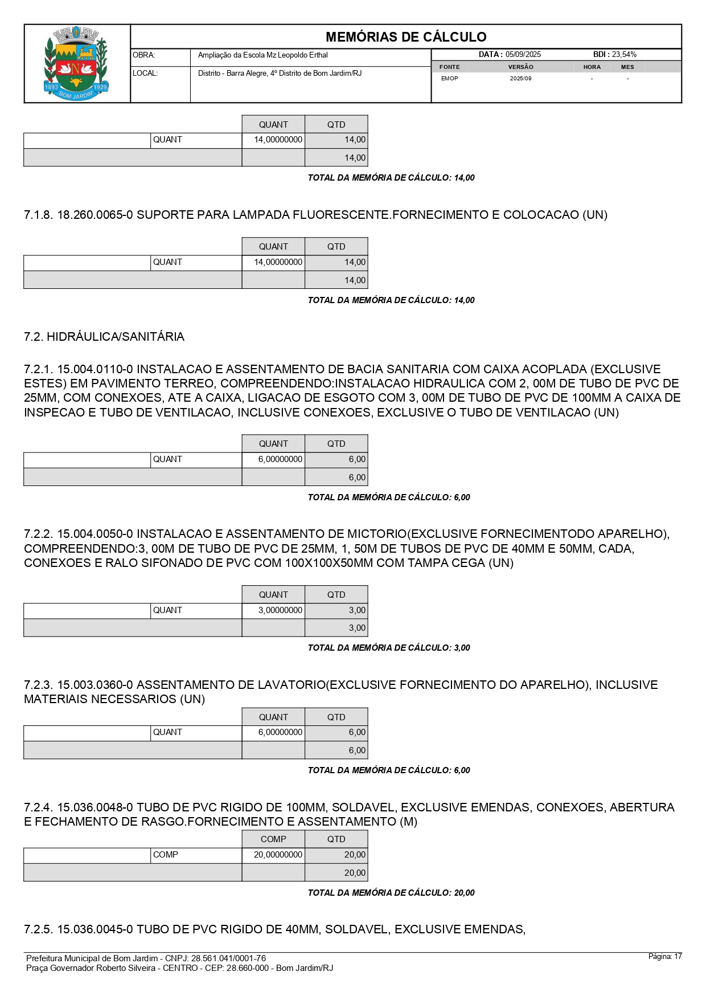 MEMÓRIAS DE CÁLCULO
OBRA: Ampliação da Escola Mz Leopoldo Erthal
LOCAL: Distrito - Barra Alegre, 4º Distrito de Bom Jardim/RJ
DATA : 05/09/2025 BDI : 23,54%
FONTE VERSÃO HORA MES
EMOP 2025/09 - -
N
1893 1929
BOM JARDIM
QUANT QTD
QUANT 14,00000000 14,00
14,00
TOTAL DA MEMÓRIA DE CÁLCULO: 14,00
7.1.8. 18.260.0065-0 SUPORTE PARA LAMPADA FLUORESCENTE.FORNECIMENTO E COLOCACAO (UN)
QUANT QTD
QUANT 14,00000000 14,00
14,00
TOTAL DA MEMÓRIA DE CÁLCULO: 14,00
7.2. HIDRÁULICA/SANITÁRIA
7.2.1. 15.004.0110-0 INSTALACAO E ASSENTAMENTO DE BACIA SANITARIA COM CAIXA ACOPLADA (EXCLUSIVE
ESTES) EM PAVIMENTO TERREO, COMPREENDENDO:INSTALACAO HIDRAULICA COM 2, 00M DE TUBO DE PVC DE
25MM, COM CONEXOES, ATE A CAIXA, LIGACAO DE ESGOTO COM 3, 00M DE TUBO DE PVC DE 100MM A CAIXA DE
INSPECAO E TUBO DE VENTILACAO, INCLUSIVE CONEXOES, EXCLUSIVE O TUBO DE VENTILACAO (UN)
QUANT QTD
QUANT 6,00000000 6,00
6,00
TOTAL DA MEMÓRIA DE CÁLCULO: 6,00
7.2.2. 15.004.0050-0 INSTALACAO E ASSENTAMENTO DE MICTORIO(EXCLUSIVE FORNECIMENTODO APARELHO),
COMPREENDENDO:3, 00M DE TUBO DE PVC DE 25MM, 1, 50M DE TUBOS DE PVC DE 40MM E 50MM, CADA,
CONEXOES E RALO SIFONADO DE PVC COM 100X100X50MM COM TAMPA CEGA (UN)
QUANT QTD
QUANT 3,00000000 3,00
3,00
TOTAL DA MEMÓRIA DE CÁLCULO: 3,00
7.2.3. 15.003.0360-0 ASSENTAMENTO DE LAVATORIO(EXCLUSIVE FORNECIMENTO DO APARELHO), INCLUSIVE
MATERIAIS NECESSARIOS (UN)
QUANT QTD
QUANT 6,00000000 6,00
6,00
TOTAL DA MEMÓRIA DE CÁLCULO: 6,00
7.2.4. 15.036.0048-0 TUBO DE PVC RIGIDO DE 100MM, SOLDAVEL, EXCLUSIVE EMENDAS, CONEXOES, ABERTURA
E FECHAMENTO DE RASGO.FORNECIMENTO E ASSENTAMENTO (M)
COMP QTD
COMP 20,00000000 20,00
20,00
TOTAL DA MEMÓRIA DE CÁLCULO: 20,00
7.2.5. 15.036.0045-0 TUBO DE PVC RIGIDO DE 40MM, SOLDAVEL, EXCLUSIVE EMENDAS,
Prefeitura Municipal de Bom Jardim - CNPJ: 28.561.041/0001-76 Página: 17
Praça Governador Roberto Silveira - CENTRO - CEP: 28.660-000 - Bom Jardim/RJ